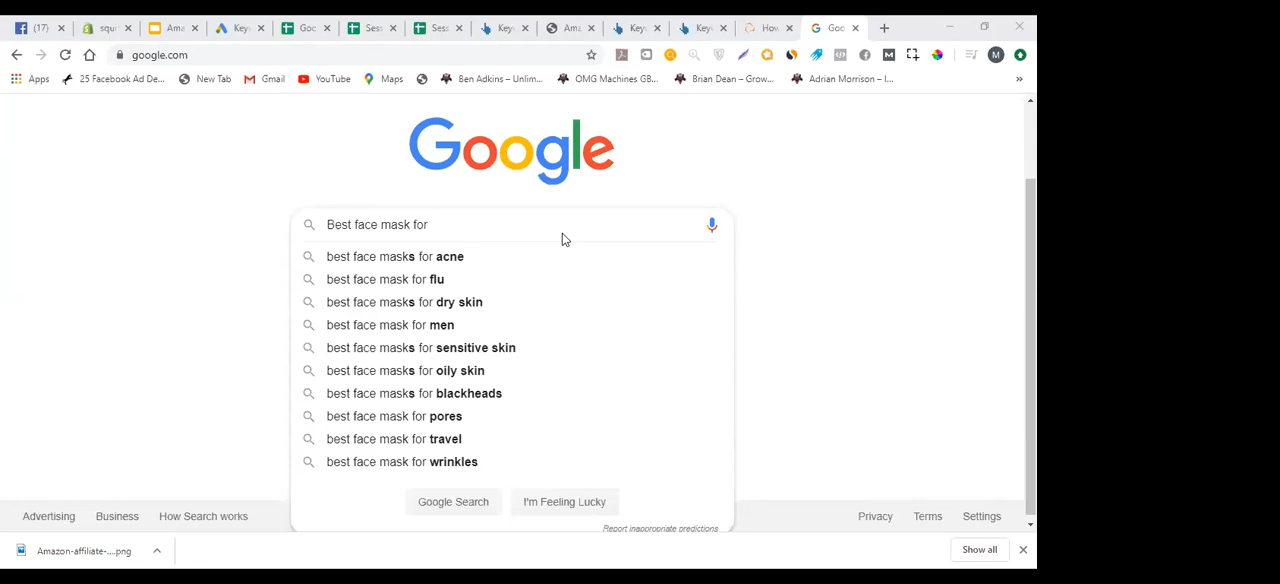 (17) squ Ama Keyw Goo Sess Sess Key Ama Key Key How Goo
google.com
M
Apps 25 Facebook Ad De... New Tab Gmail YouTube Maps Ben Adkins – Unlim... OMG Machines GB... Brian Dean – Grow... Adrian Morrison – I... »
Google
Best face mask for
best face masks for acne
best face mask for flu
best face masks for dry skin
best face mask for men
best face masks for sensitive skin
best face masks for oily skin
best face masks for blackheads
best face mask for pores
best face mask for travel
best face mask for wrinkles
Google Search I'm Feeling Lucky
Report inappropriate predictions
Advertising Business How Search works Privacy Terms Settings
Amazon-affiliate-....png Show all